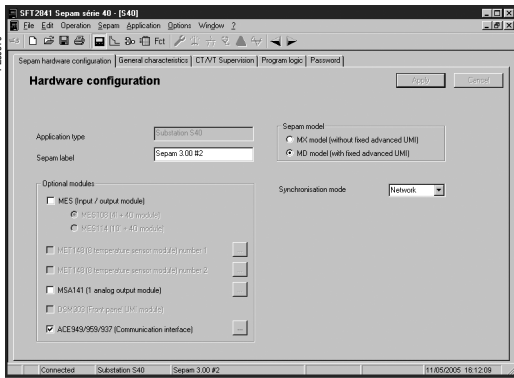 SFT2841 Sepam série 40 - [S40]
File Edit Operation Sepam Application Options Window ?
Fct
Sepam hardware configuration General characteristics CT/VT Supervision Program logic Password
Hardware configuration
Apply Cancel
Application type Substation S40
Sepam label Sepam 3.00 #2
Sepam model
MX model (without fixed advanced UMI)
MD model (with fixed advanced UMI)
Synchronisation mode Network
Optional modules
MES (Input / output module)
MES108 (4I + 4O module)
MES114 (10I + 4O module)
MET148 (8 temperature sensor module) number 1
MET148 (8 temperature sensor module) number 2
MSA141 (1 analog output module)
DSM303 (Front panel UMI module)
ACE949/959/937 (Communication interface)
Connected Substation S40 Sepam 3.00 #2 11/05/2005 16:12:09